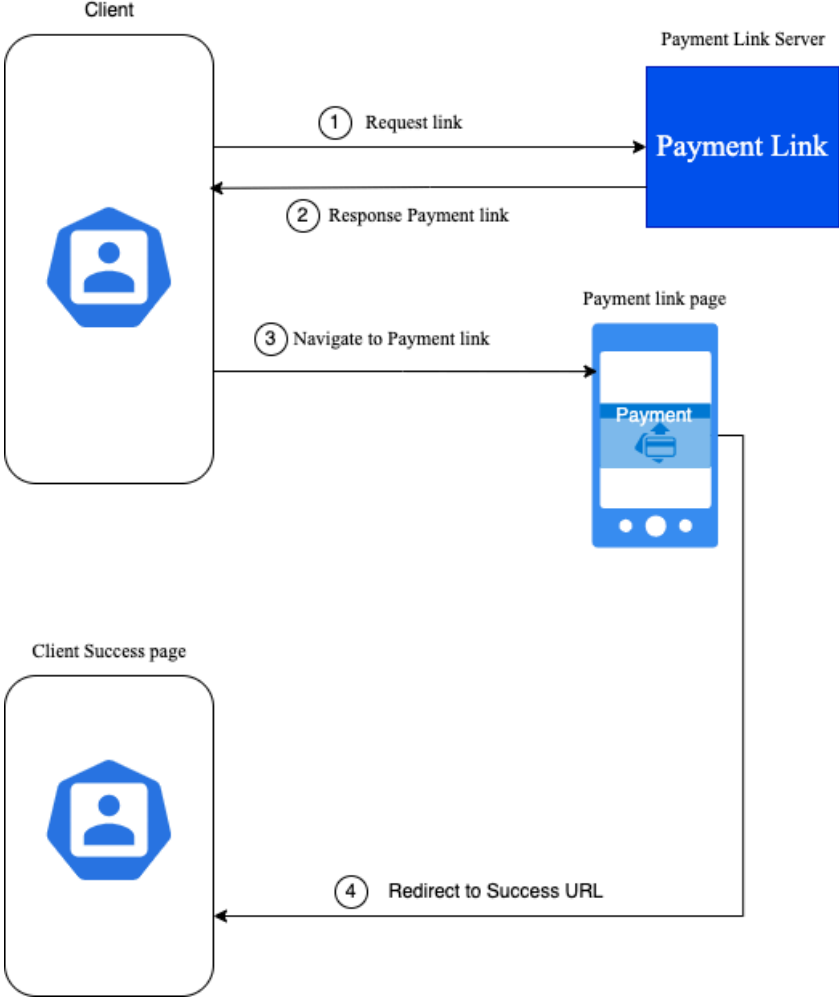 Client
Payment Link Server
1 Request link
Payment Link
2 Response Payment link
Payment link page
3 Navigate to Payment link
Payment
Client Success page
4 Redirect to Success URL